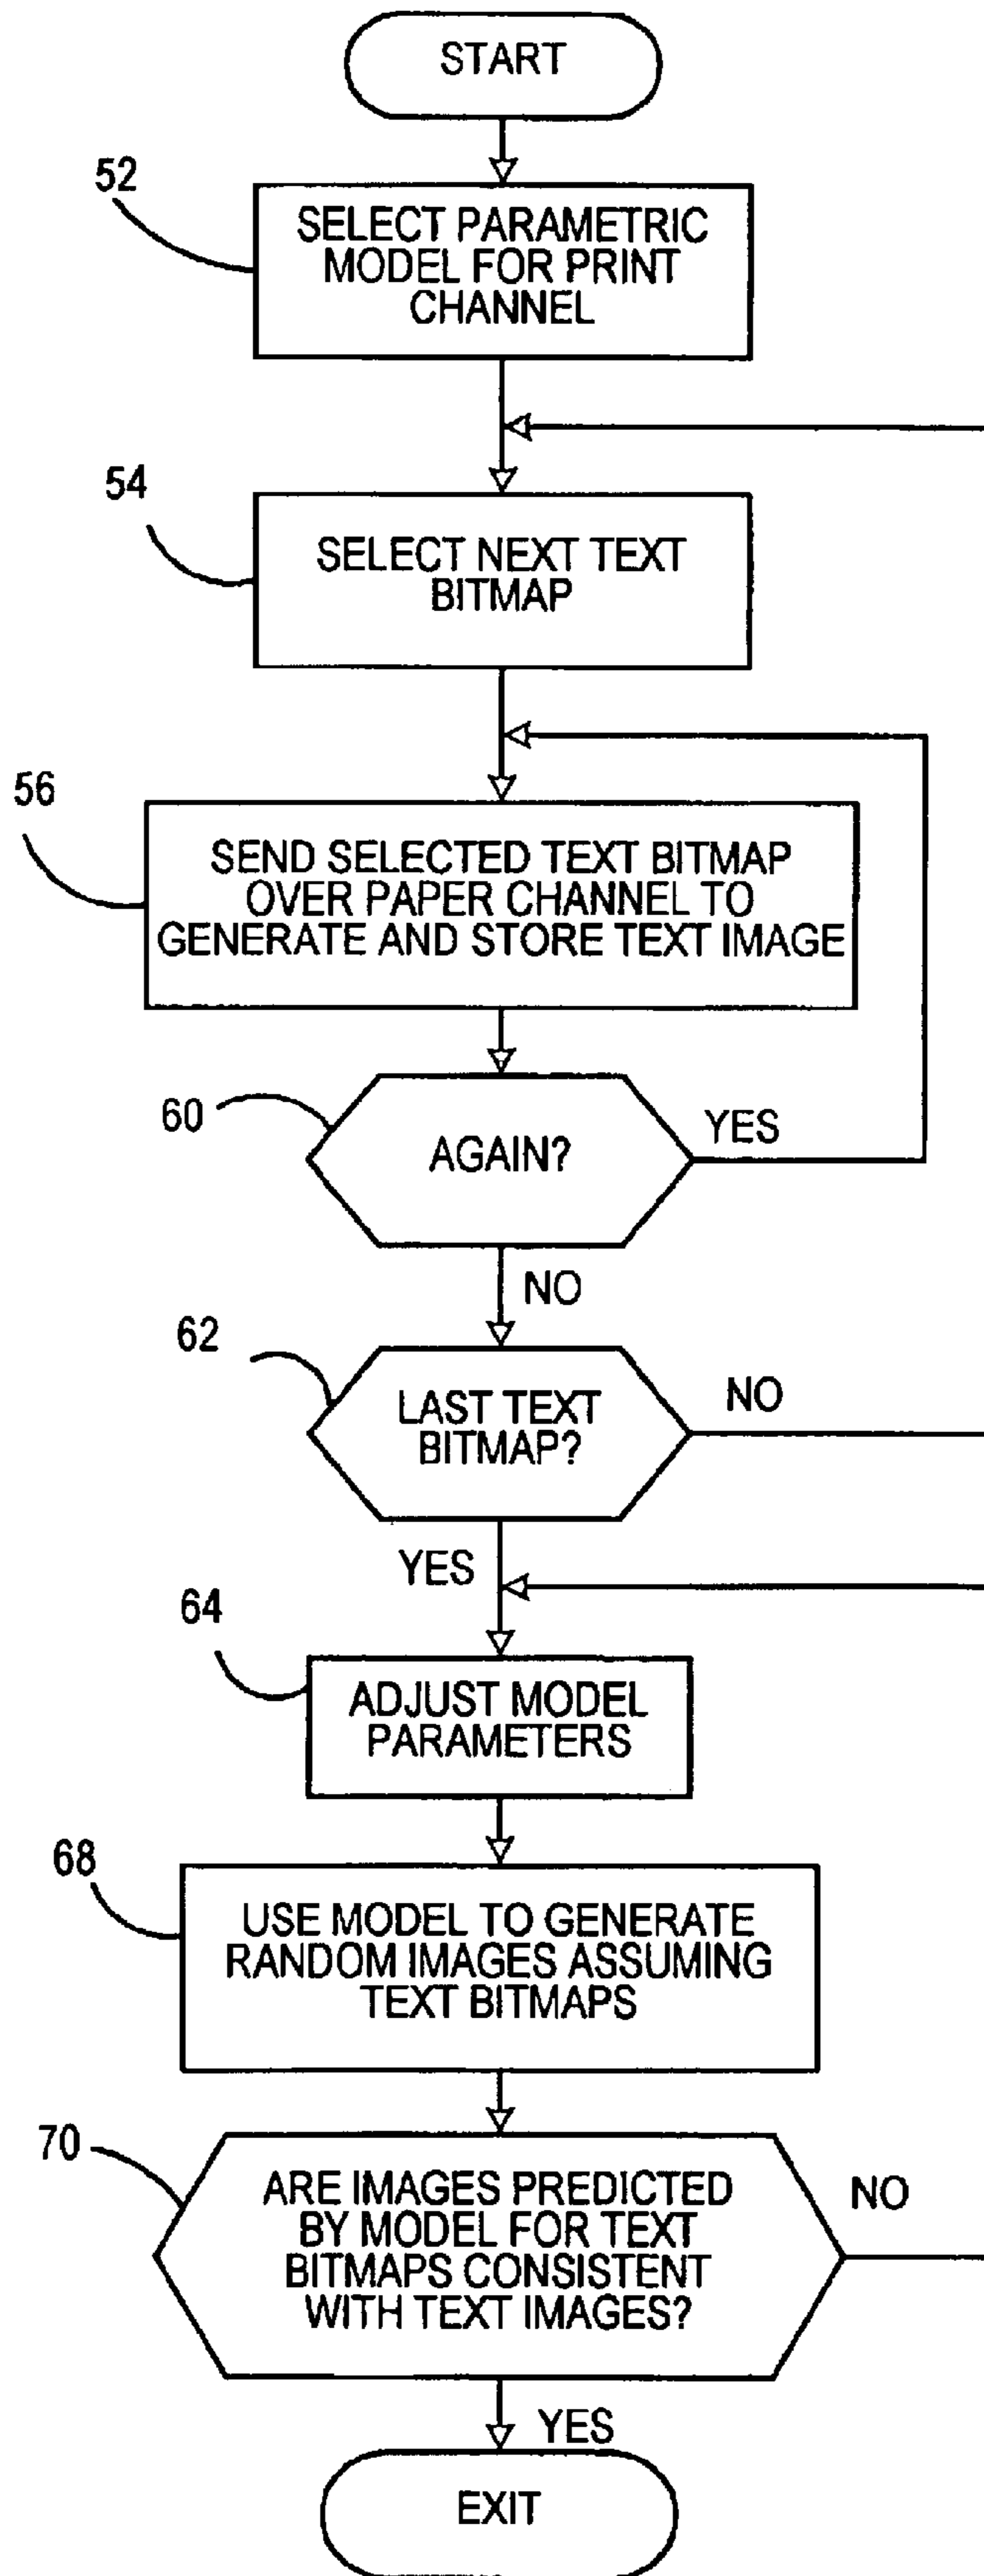 START
52
SELECT PARAMETRIC
MODEL FOR PRINT
CHANNEL
54
SELECT NEXT TEXT
BITMAP
56
SEND SELECTED TEXT BITMAP
OVER PAPER CHANNEL TO
GENERATE AND STORE TEXT IMAGE
60
AGAIN?
YES
NO
62
LAST TEXT
BITMAP?
NO
YES
64
ADJUST MODEL
PARAMETERS
68
USE MODEL TO GENERATE
RANDOM IMAGES ASSUMING
TEXT BITMAPS
70
ARE IMAGES PREDICTED
BY MODEL FOR TEXT
BITMAPS CONSISTENT
WITH TEXT IMAGES?
NO
YES
EXIT